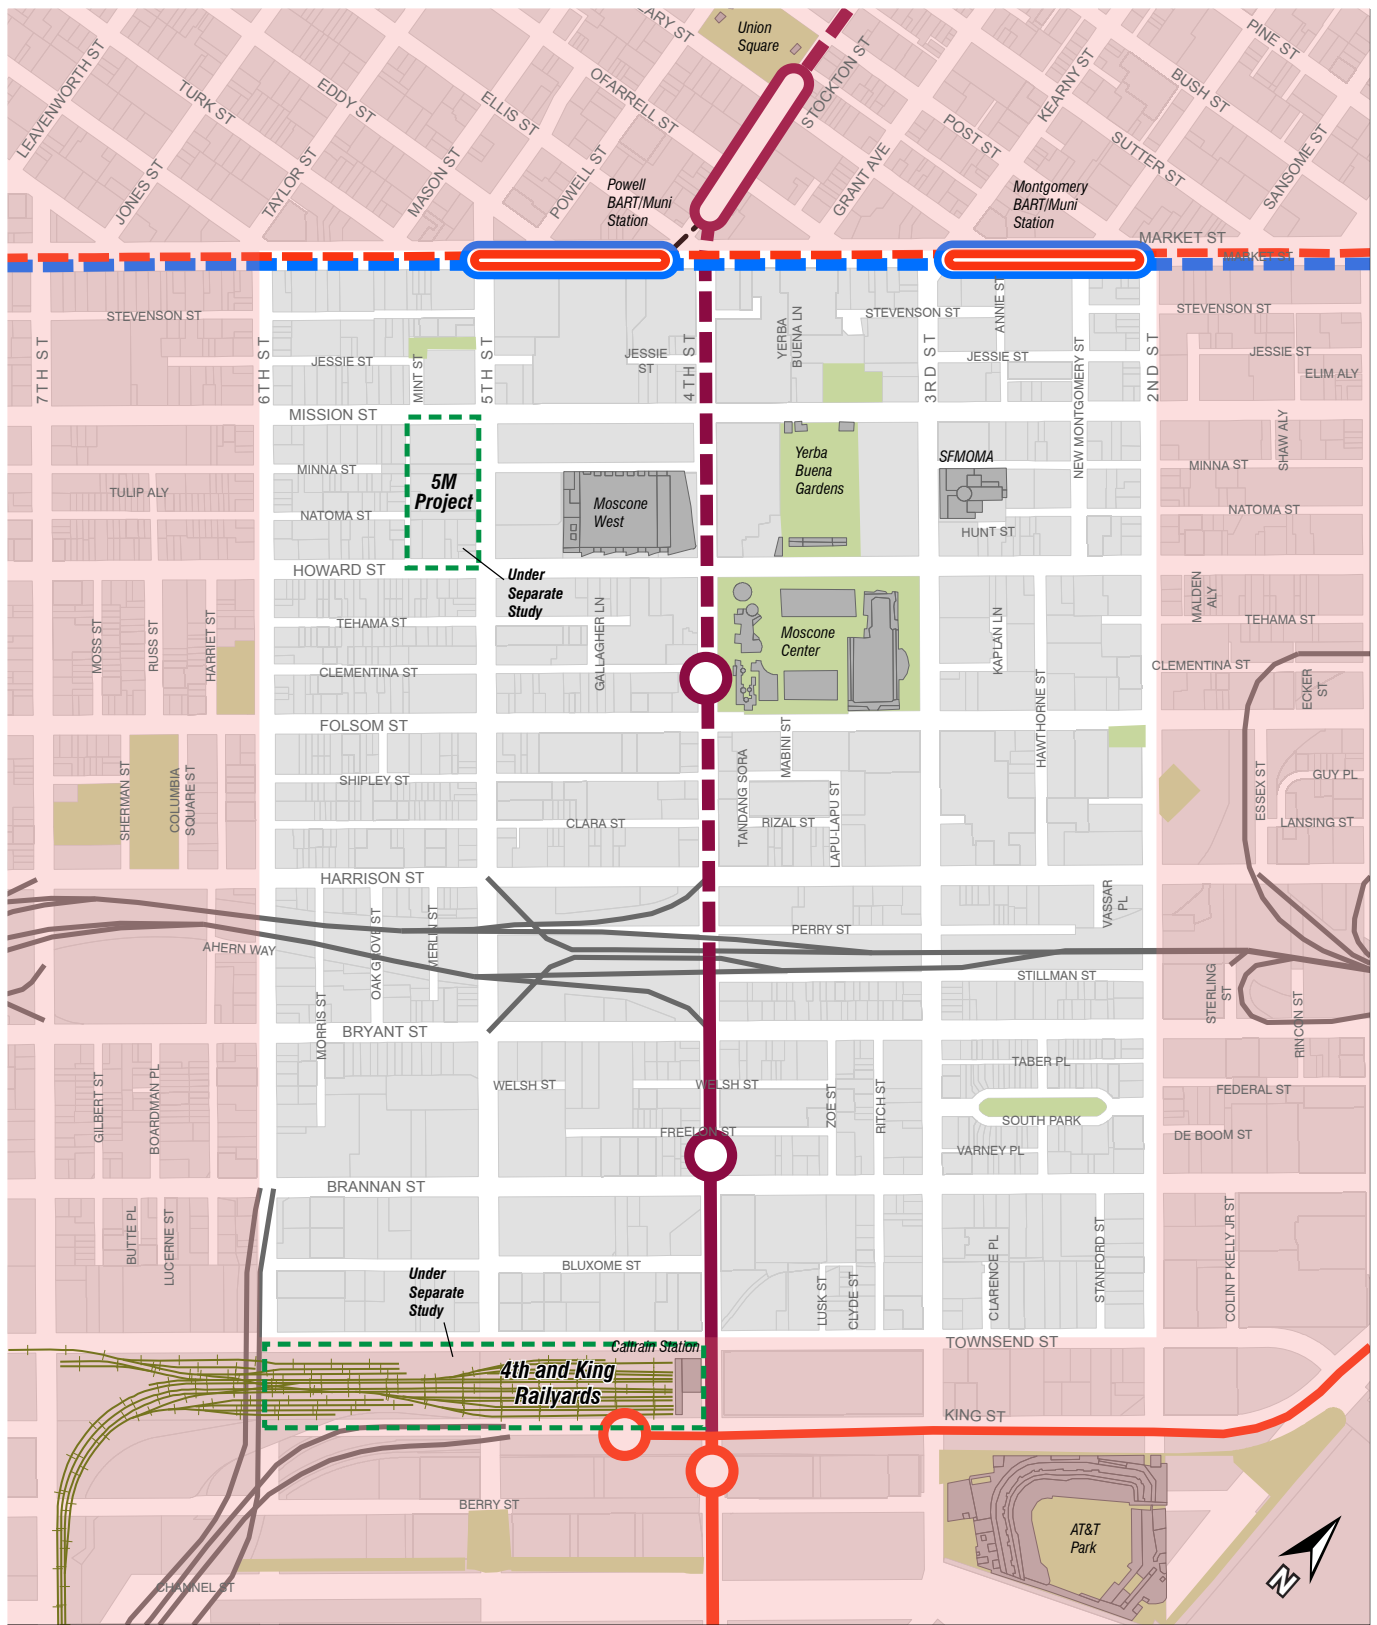 EARY ST
Union
Square
PINE ST
LEAVENWORTH ST
TURK ST
EDDY ST
ELLIS ST
OFARRELL ST
STOCKTON ST
KEARNY ST
BUSH ST
POST ST
SUTTER ST
SANSOME ST
JONES ST
TAYLOR ST
MASON ST
POWELL ST
GRANT AVE
Powell
BART/Muni
Station
Montgomery
BART/Muni
Station
MARKET ST
MARKET ST
STEVENSON ST
STEVENSON ST
STEVENSON ST
ANNIE ST
YERBA
BUENA LN
7TH ST
6TH ST
5TH ST
4TH ST
3RD ST
2ND ST
JESSIE ST
MINT ST
JESSIE
ST
JESSIE ST
NEW MONTGOMERY ST
JESSIE ST
ELIM ALY
MISSION ST
SHAW ALY
MINNA ST
5M
Project
Moscone
West
Yerba
Buena
Gardens
SFMOMA
MINNA ST
TULIP ALY
NATOMA ST
HUNT ST
NATOMA ST
HOWARD ST
Under
Separate
Study
MALDEN
ALY
MOSS ST
RUSS ST
HARRIET ST
TEHAMA ST
GALLAGHER LN
Moscone
Center
KAPLAN LN
TEHAMA ST
CLEMENTINA ST
CLEMENTINA ST
ECKER
ST
HAWTHORNE ST
FOLSOM ST
MABINI ST
SHERMAN ST
COLUMBIA
SQUARE ST
SHIPLEY ST
TANDANG SORA
LAPU-LAPU ST
ESSEX ST
GUY PL
CLARA ST
RIZAL ST
LANSING ST
HARRISON ST
VASSAR
PL
OAK GROVE ST
MERLIN ST
PERRY ST
AHERN WAY
STILLMAN ST
STERLING
ST
MORRIS ST
RINCON ST
BRYANT ST
TABER PL
GILBERT ST
BOARDMAN PL
WELSH ST
WELSH ST
ZOE ST
RITCH ST
FEDERAL ST
SOUTH PARK
FREELON ST
DE BOOM ST
VARNEY PL
BRANNAN ST
BUTTE PL
LUCERNE ST
BLUXOME ST
LUSK ST
CLYDE ST
CLARENCE PL
STANFORD ST
COLIN P KELLY JR ST
Under
Separate
Study
Caltrain Station
TOWNSEND ST
4th and King
Railyards
KING ST
BERRY ST
AT&T
Park
CHANNEL ST
N